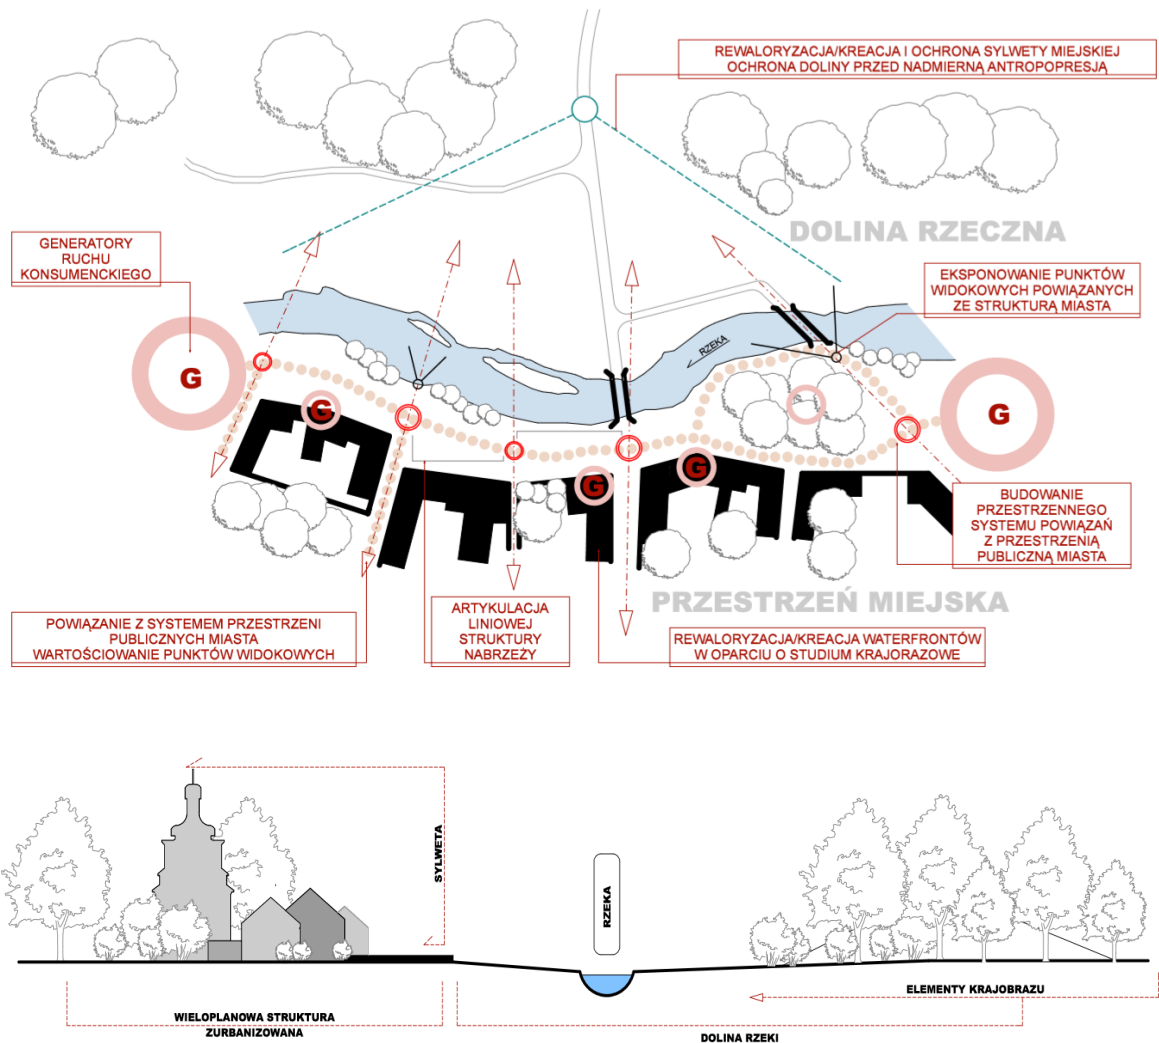 REWALORYZACJA/KREACJA I OCHRONA SYLWETY MIEJSKIEJ
OCHRONA DOLINY PRZED NADMIERNĄ ANTROPOPRESJĄ
DOLINA RZECZNA
GENERATORY
RUCHU
KONSUMENCKIEGO
EKSPONOWANIE PUNKTÓW
WIDOKOWYCH POWIĄZANYCH
ZE STRUKTURĄ MIASTA
RZEKA
G
G
G
G
G
BUDOWANIE
PRZESTRZENNEGO
SYSTEMU POWIĄZAŃ
Z PRZESTRZENIĄ
PUBLICZNĄ MIASTA
PRZESTRZEŃ MIEJSKA
POWIĄZANIE Z SYSTEMEM PRZESTRZENI
PUBLICZNYCH MIASTA
WARTOŚCIOWANIE PUNKTÓW WIDOKOWYCH
ARTYKULACJA
LINIOWEJ
STRUKTURY
NABRZEŻY
REWALORYZACJA/KREACJA WATERFRONTÓW
W OPARCIU O STUDIUM KRAJORAZOWE
SYLWETA
RZEKA
ELEMENTY KRAJOBRAZU
WIELOPLANOWA STRUKTURA
ZURBANIZOWANA
DOLINA RZEKI